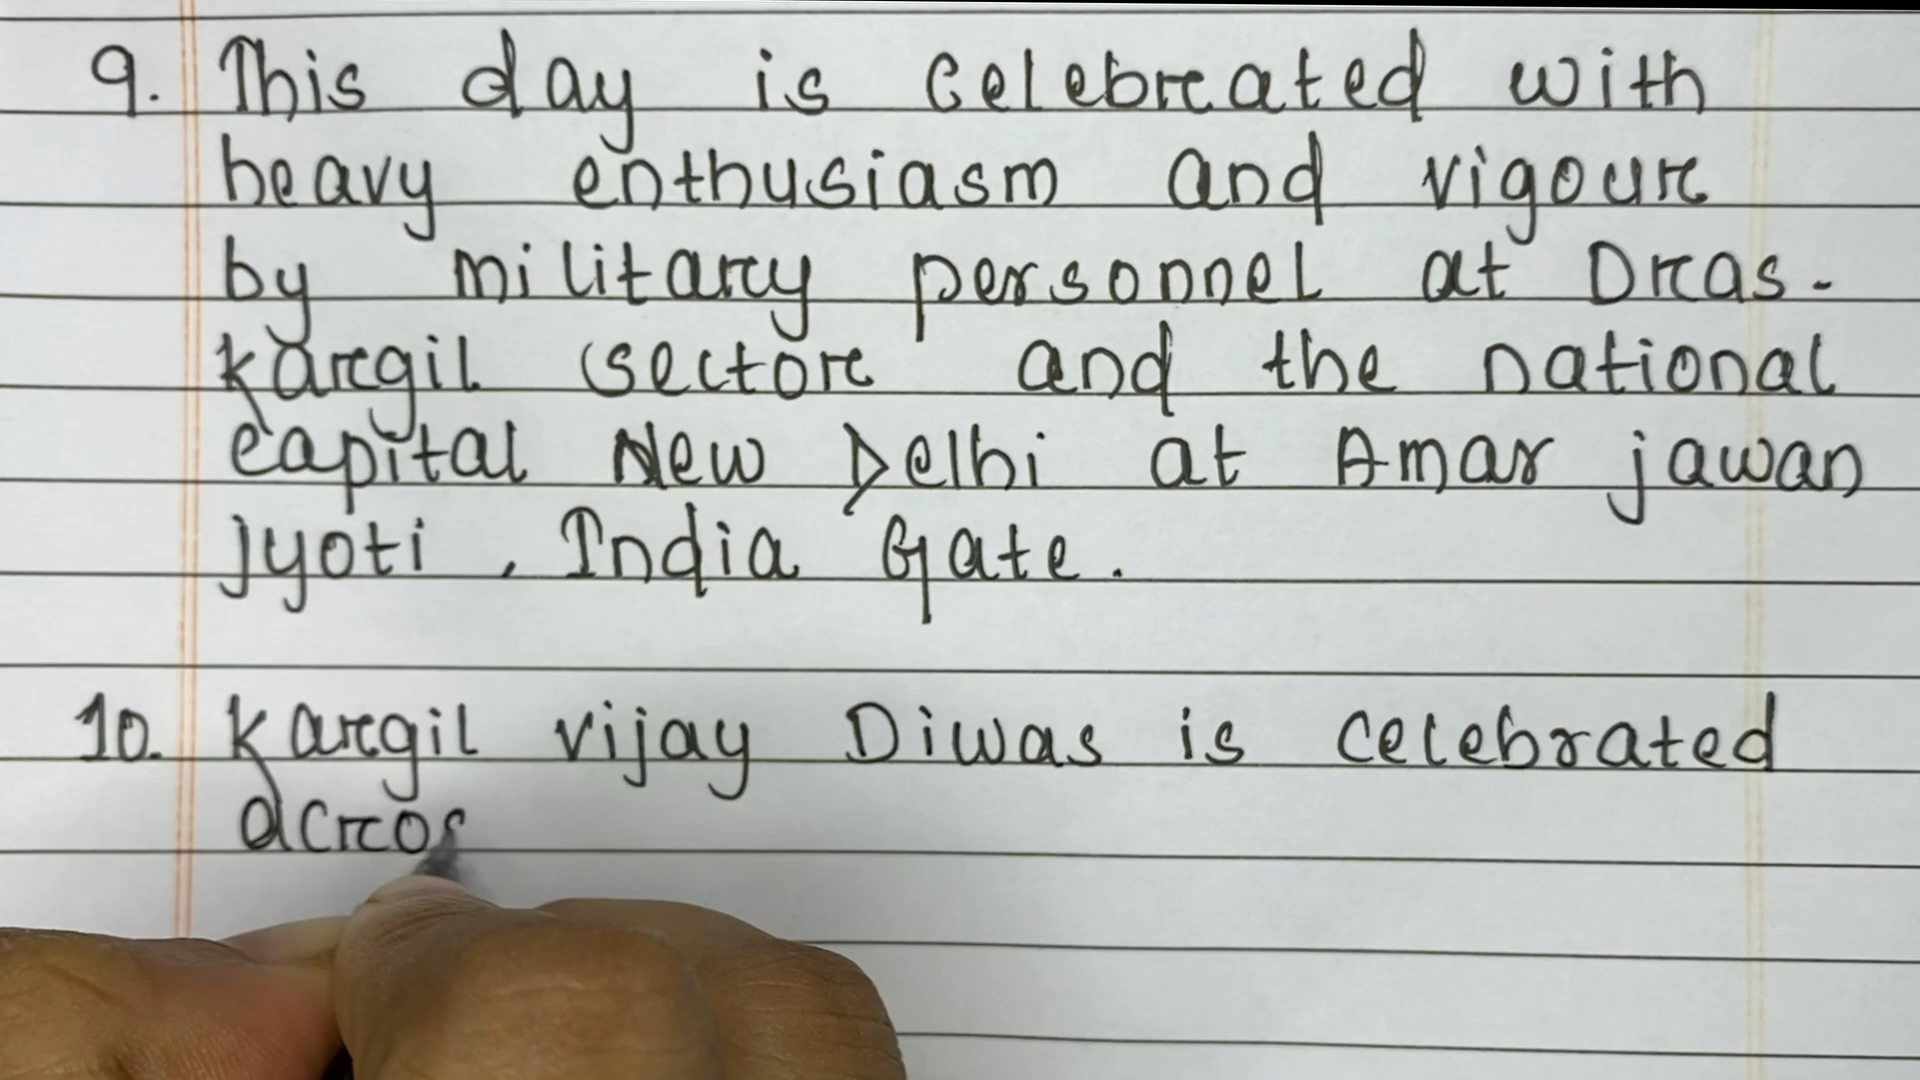 9. This day is celebrated with
heavy enthusiasm and vigour
by military personnel at Dras-
kargil sector and the national
capital New Delhi at Amar jawan
jyoti, India Gate.
10. Kargil vijay Diwas is celebrated
acros